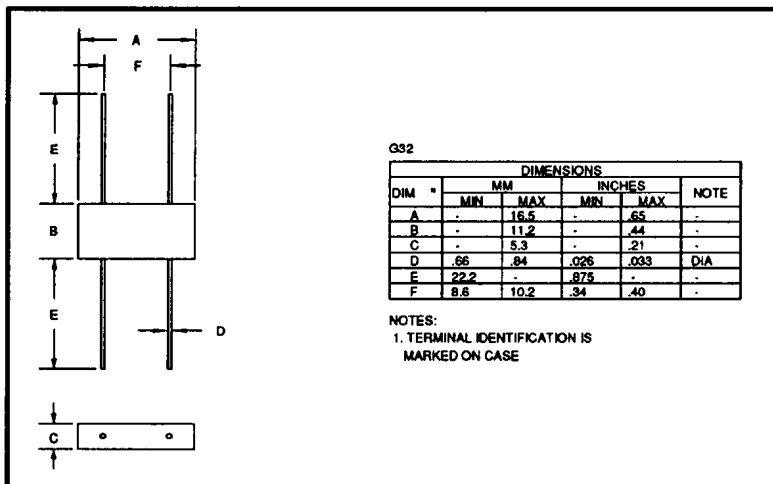 A
F
E
B
E
D
C
G32
DIMENSIONS
DIM " MM INCHES NOTE
MIN MAX MIN MAX
A - 16.5 - .65 -
B - 11.2 - .44 -
C - 5.3 - .21 -
D .66 .84 .026 .033 DIA
E 22.2 - .875 - -
F 8.6 10.2 .34 .40 -
NOTES:
1. TERMINAL IDENTIFICATION IS
MARKED ON CASE